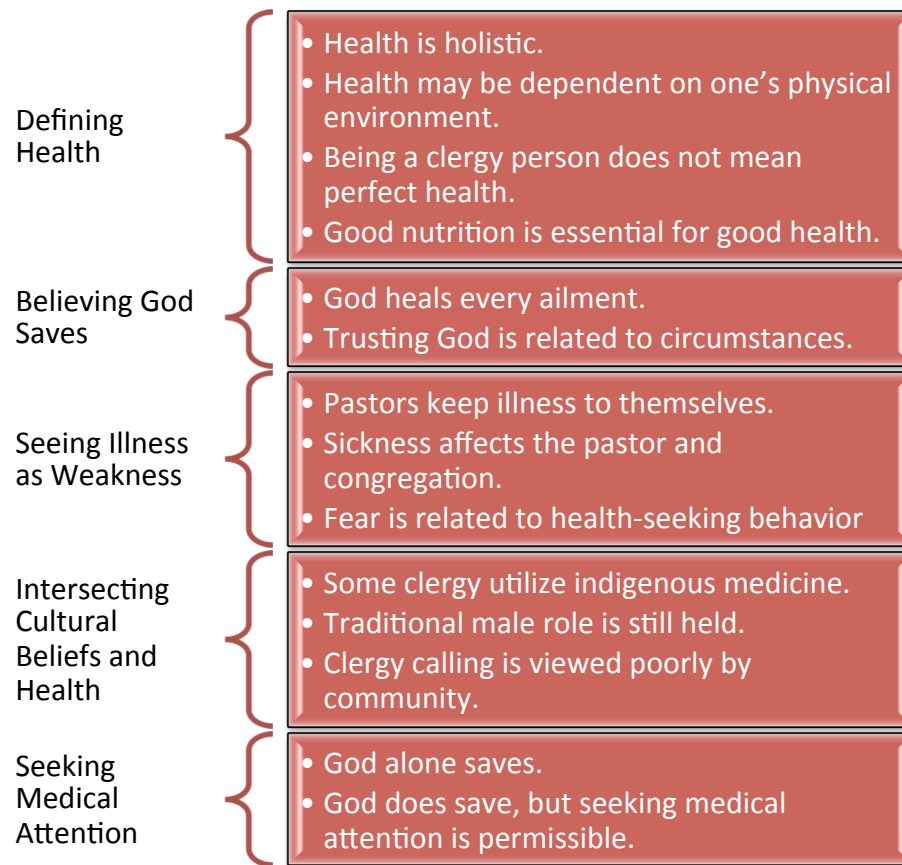 Defining
Health
• Health is holistic.
• Health may be dependent on one’s physical
environment.
• Being a clergy person does not mean
perfect health.
• Good nutrition is essential for good health.
Believing God
Saves
• God heals every ailment.
• Trusting God is related to circumstances.
Seeing Illness
as Weakness
• Pastors keep illness to themselves.
• Sickness affects the pastor and
congregation.
• Fear is related to health-seeking behavior
Intersecting
Cultural
Beliefs and
Health
• Some clergy utilize indigenous medicine.
• Traditional male role is still held.
• Clergy calling is viewed poorly by
community.
Seeking
Medical
Attention
• God alone saves.
• God does save, but seeking medical
attention is permissible.